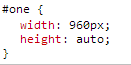 #one {
    width: 960px;
    height: auto;
}